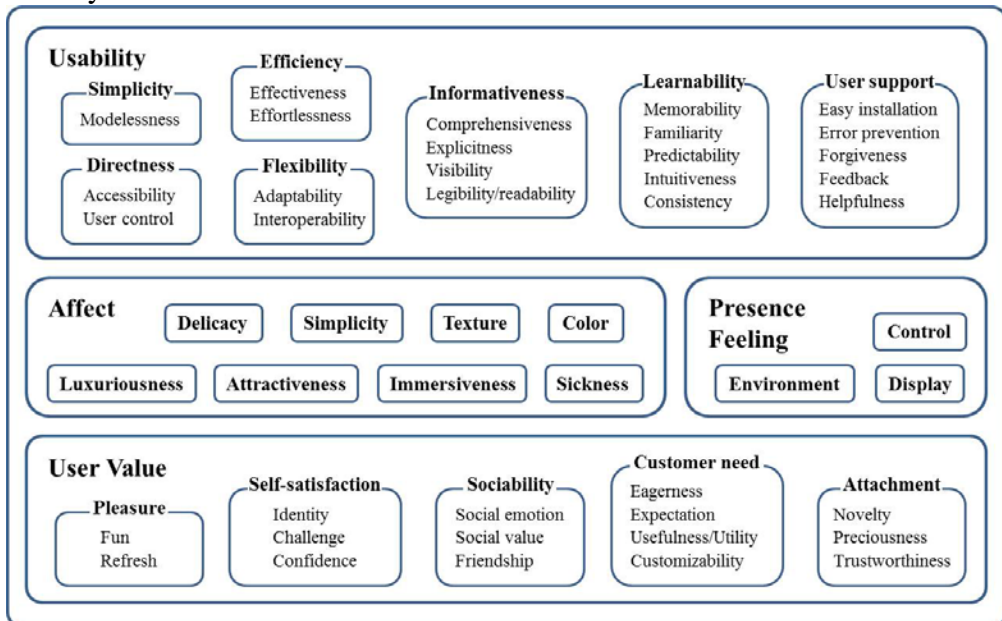 Usability
Simplicity
Modelessness
Efficiency
Effectiveness
Effortlessness
Directness
Accessibility
User control
Flexibility
Adaptability
Interoperability
Informativeness
Comprehensiveness
Explicitness
Visibility
Legibility/readability
Learnability
Memorability
Familiarity
Predictability
Intuitiveness
Consistency
User support
Easy installation
Error prevention
Forgiveness
Feedback
Helpfulness
Affect
Delicacy
Simplicity
Texture
Color
Luxuriousness
Attractiveness
Immersiveness
Sickness
Presence
Feeling
Control
Environment
Display
User Value
Pleasure
Fun
Refresh
Self-satisfaction
Identity
Challenge
Confidence
Sociability
Social emotion
Social value
Friendship
Customer need
Eagerness
Expectation
Usefulness/Utility
Customizability
Attachment
Novelty
Preciousness
Trustworthiness